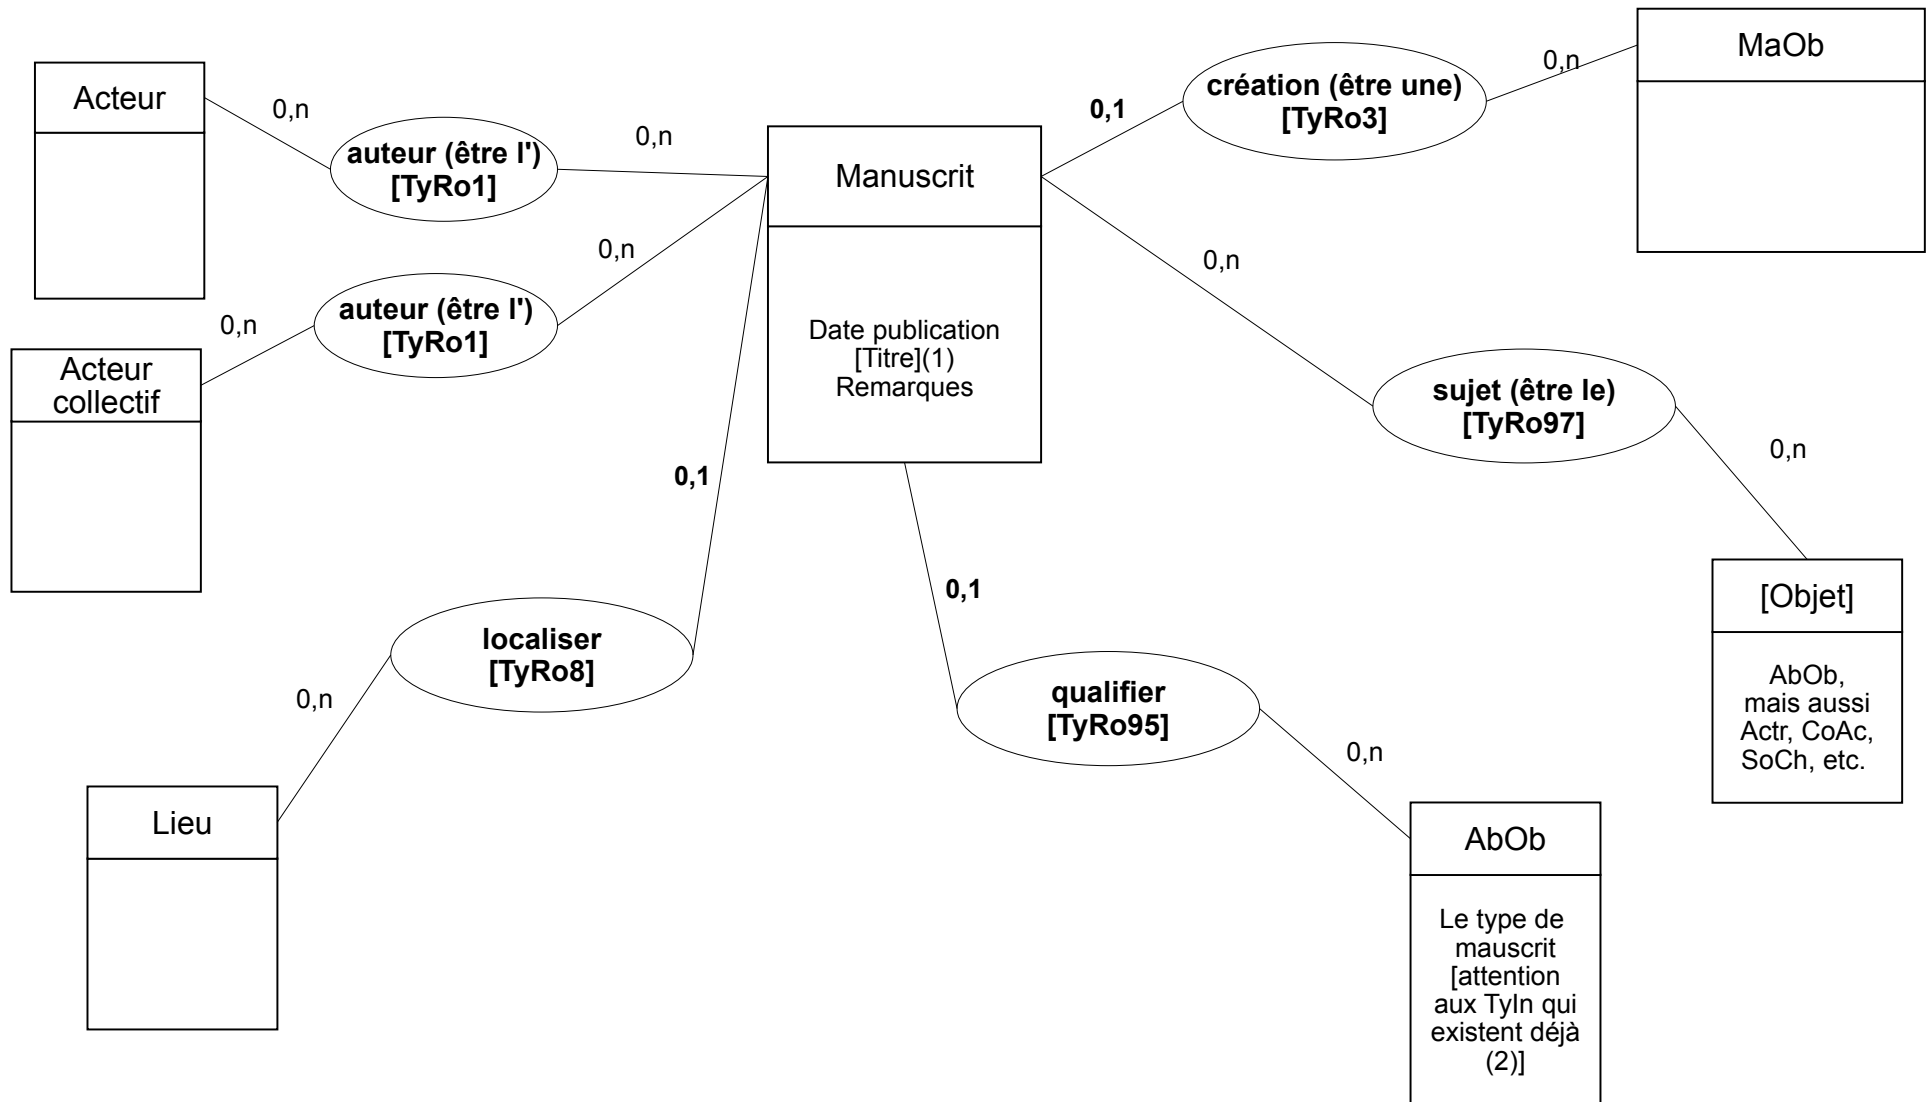 MaOb
création (être une)
[TyRo3]
0,n
0,1
Acteur
0,n
auteur (être l')
[TyRo1]
0,n
Manuscrit
Date publication
[Titre](1)
Remarques
0,n
auteur (être l')
[TyRo1]
0,n
Acteur
collectif
0,n
sujet (être le)
[TyRo97]
0,n
[Objet]
AbOb,
mais aussi
Actr, CoAc,
SoCh, etc.
0,1
localiser
[TyRo8]
0,n
Lieu
0,1
qualifier
[TyRo95]
0,n
AbOb
Le type de
mauscrit
[attention
aux TyIn qui
existent déjà
(2)]